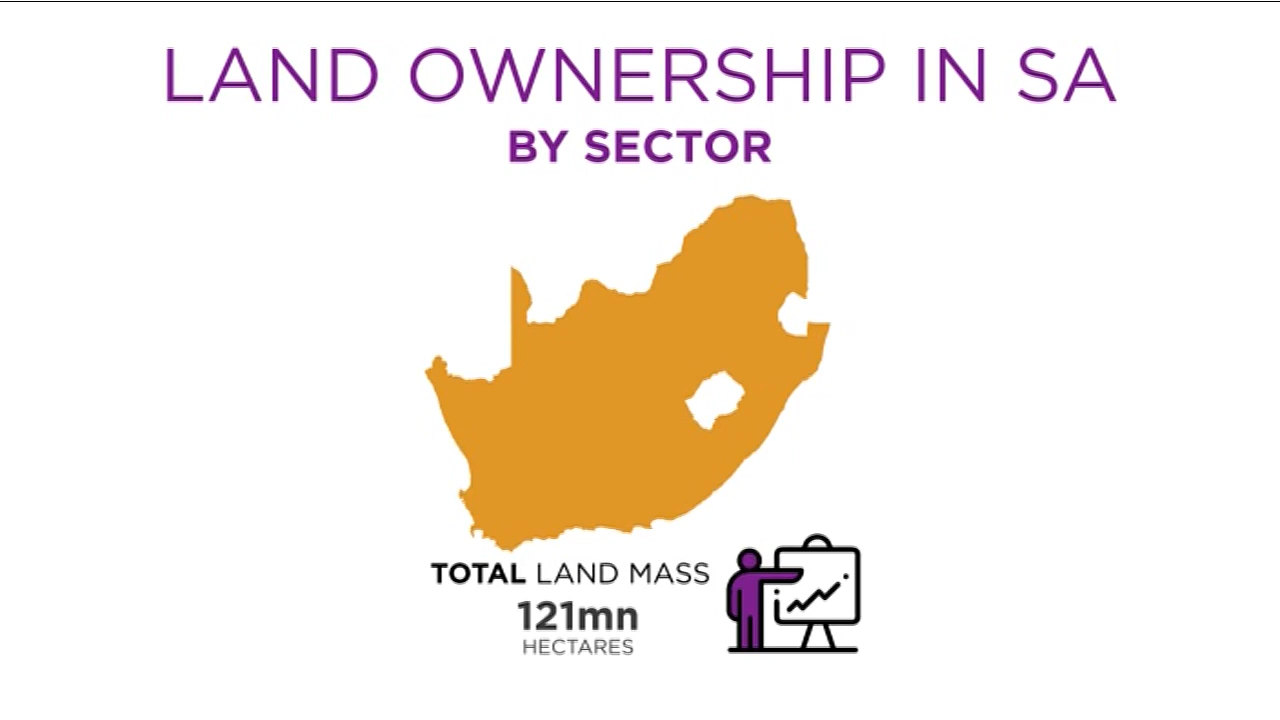 LAND OWNERSHIP IN SA
BY SECTOR
TOTAL LAND MASS
121mn
HECTARES